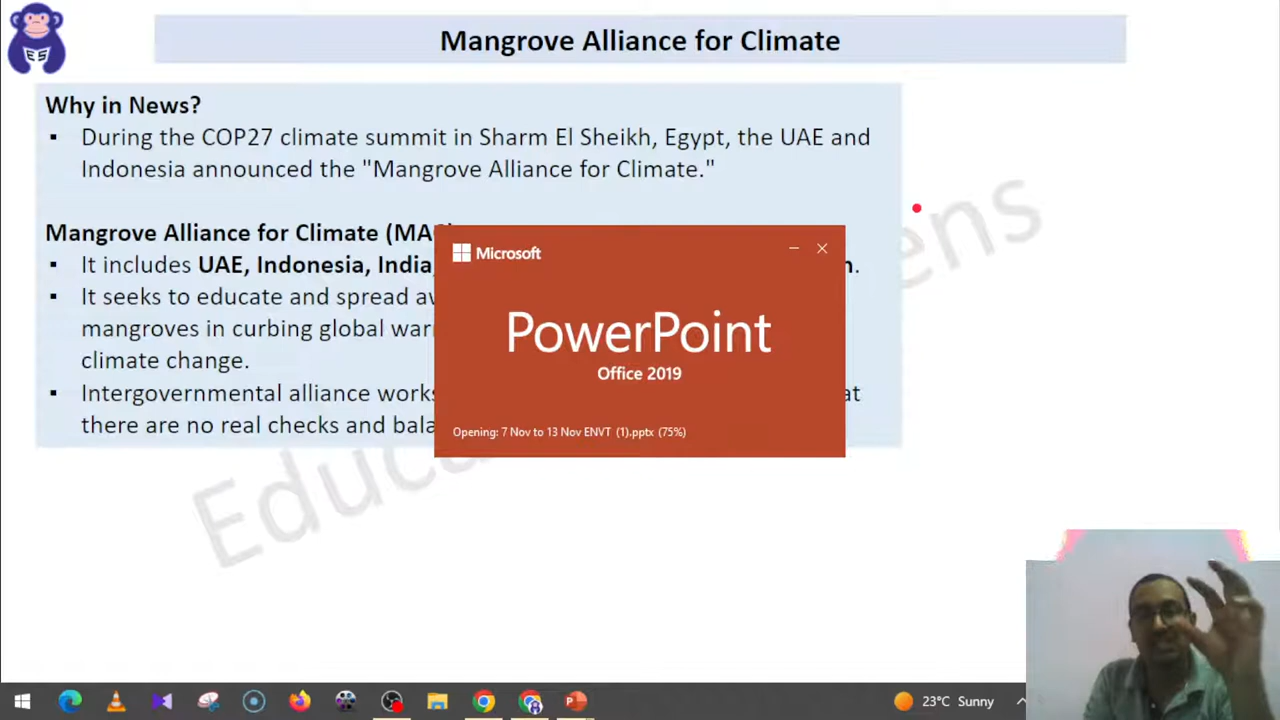 Mangrove Alliance for Climate
ES
Why in News?
▪ During the COP27 climate summit in Sharm El Sheikh, Egypt, the UAE and
Indonesia announced the "Mangrove Alliance for Climate."
Mangrove Alliance for Climate (MAC)
▪ It includes UAE, Indonesia, India,
▪ It seeks to educate and spread
mangroves in curbing global
climate change.
▪ Intergovernmental alliance works at
there are no real checks and
Microsoft
PowerPoint
Office 2019
Opening: 7 Nov to 13 Nov ENVT (1).pptx (75%)
23°C Sunny